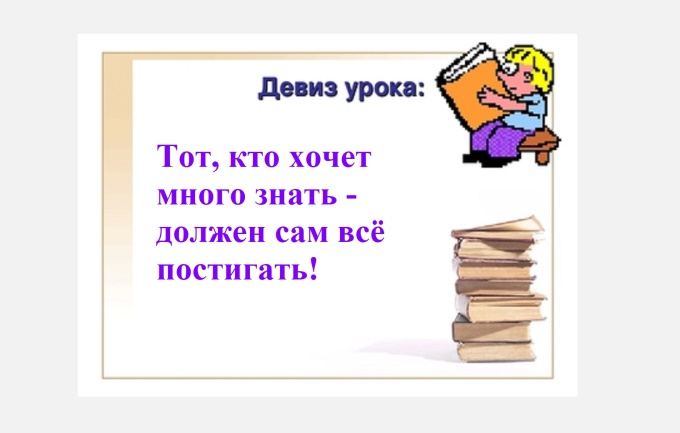 Девиз урока:
Тот, кто хочет
много знать -
должен сам всё
постигать!